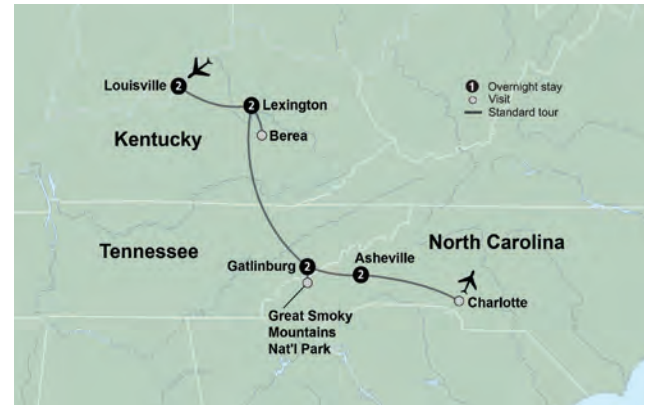 Louisville
2
2
Lexington
Berea
Kentucky
1 Overnight stay
Visit
Standard tour
Tennessee
North Carolina
Gatlinburg
2
Asheville
2
Charlotte
Great Smoky
Mountains
Nat'l Park